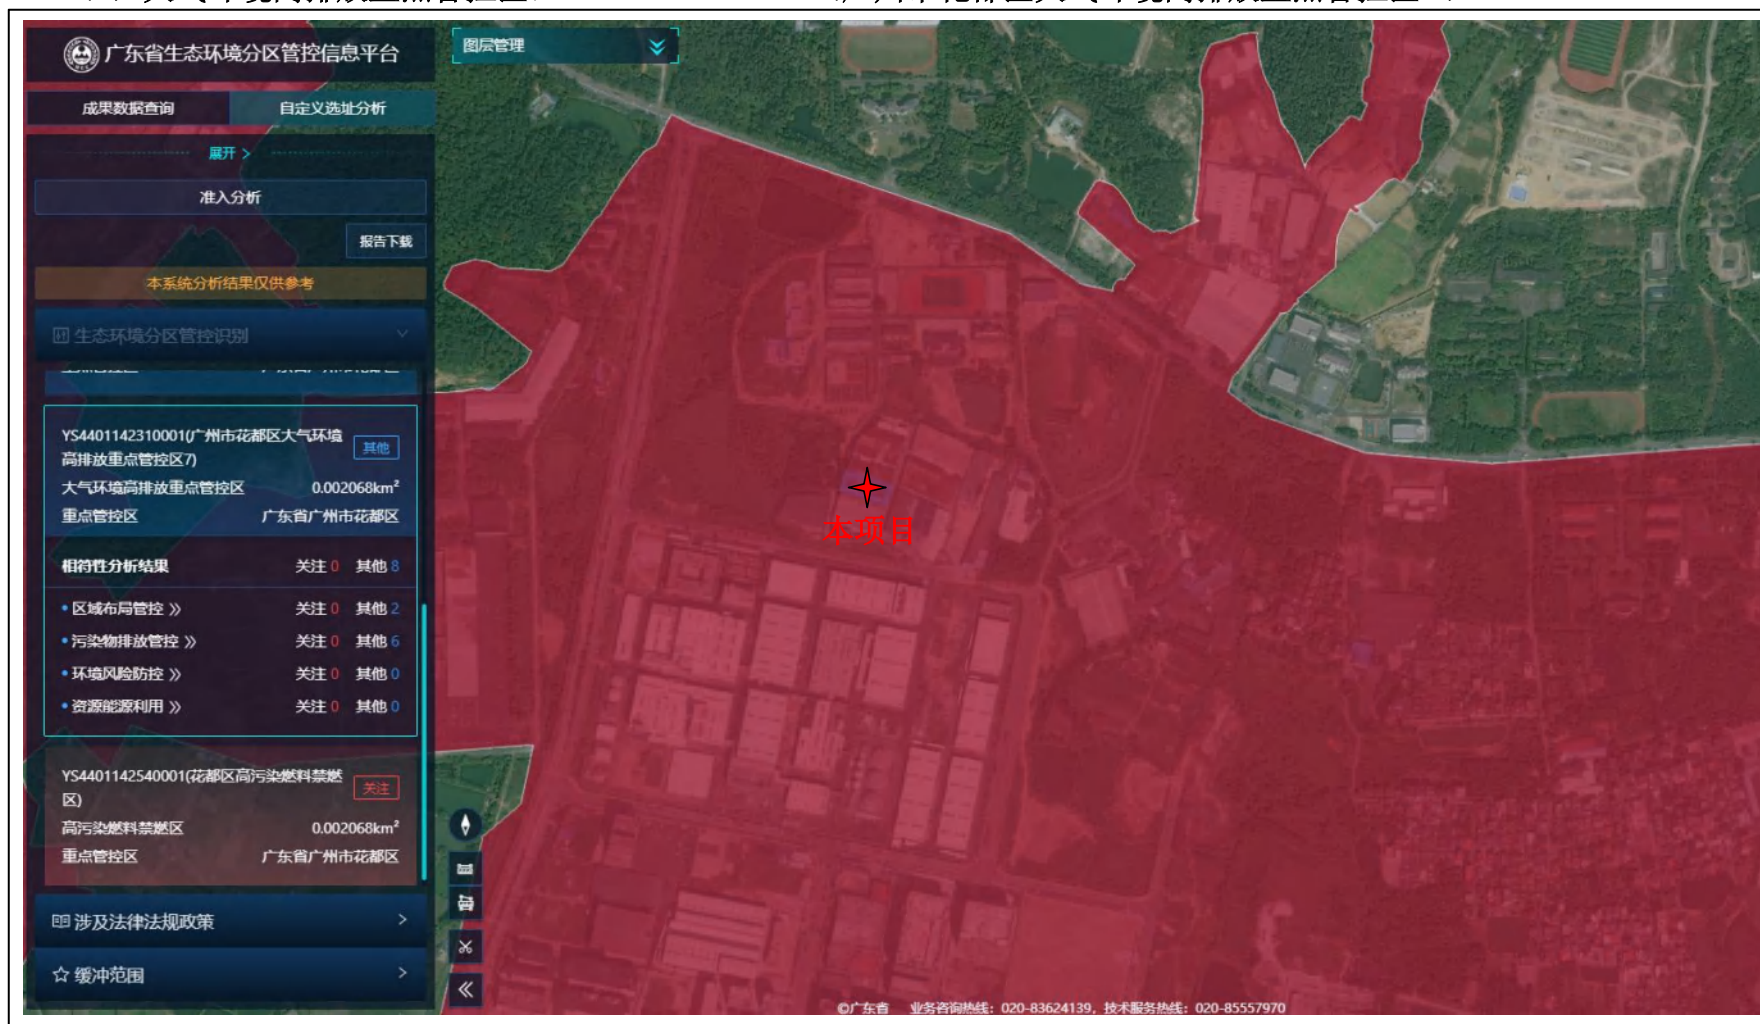 广东省生态环境分区管控信息平台
图层管理
成果数据查询 自定义选址分析
展开 >
准入分析
报告下载
本系统分析结果仅供参考
生态环境分区管控识别
YS4401142310001(广州市花都区大气环境
高排放重点管控区7)
其他
大气环境高排放重点管控区 0.002068km²
重点管控区 广东省广州市花都区
相符性分析结果 关注 0 其他 8
• 区域布局管控 》 关注 0 其他 2
• 污染物排放管控 》 关注 0 其他 6
• 环境风险防控 》 关注 0 其他 0
• 资源能源利用 》 关注 0 其他 0
YS4401142540001(花都区高污染燃料禁燃
区)
关注
高污染燃料禁燃区 0.002068km²
重点管控区 广东省广州市花都区
涉及法律法规政策 >
缓冲范围 >
本项目
©广东省 业务咨询热线：020-83624139，技术服务热线：020-85557970